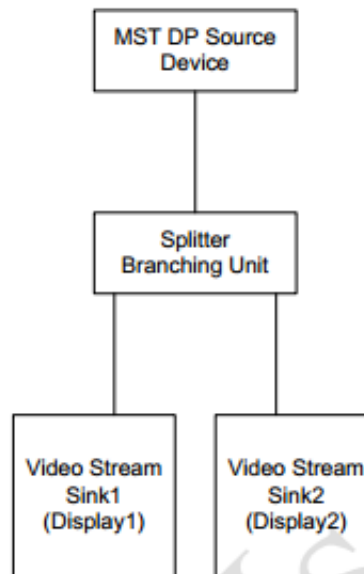 MST DP Source
Device
Splitter
Branching Unit
Video Stream
Sink1
(Display1)
Video Stream
Sink2
(Display2)